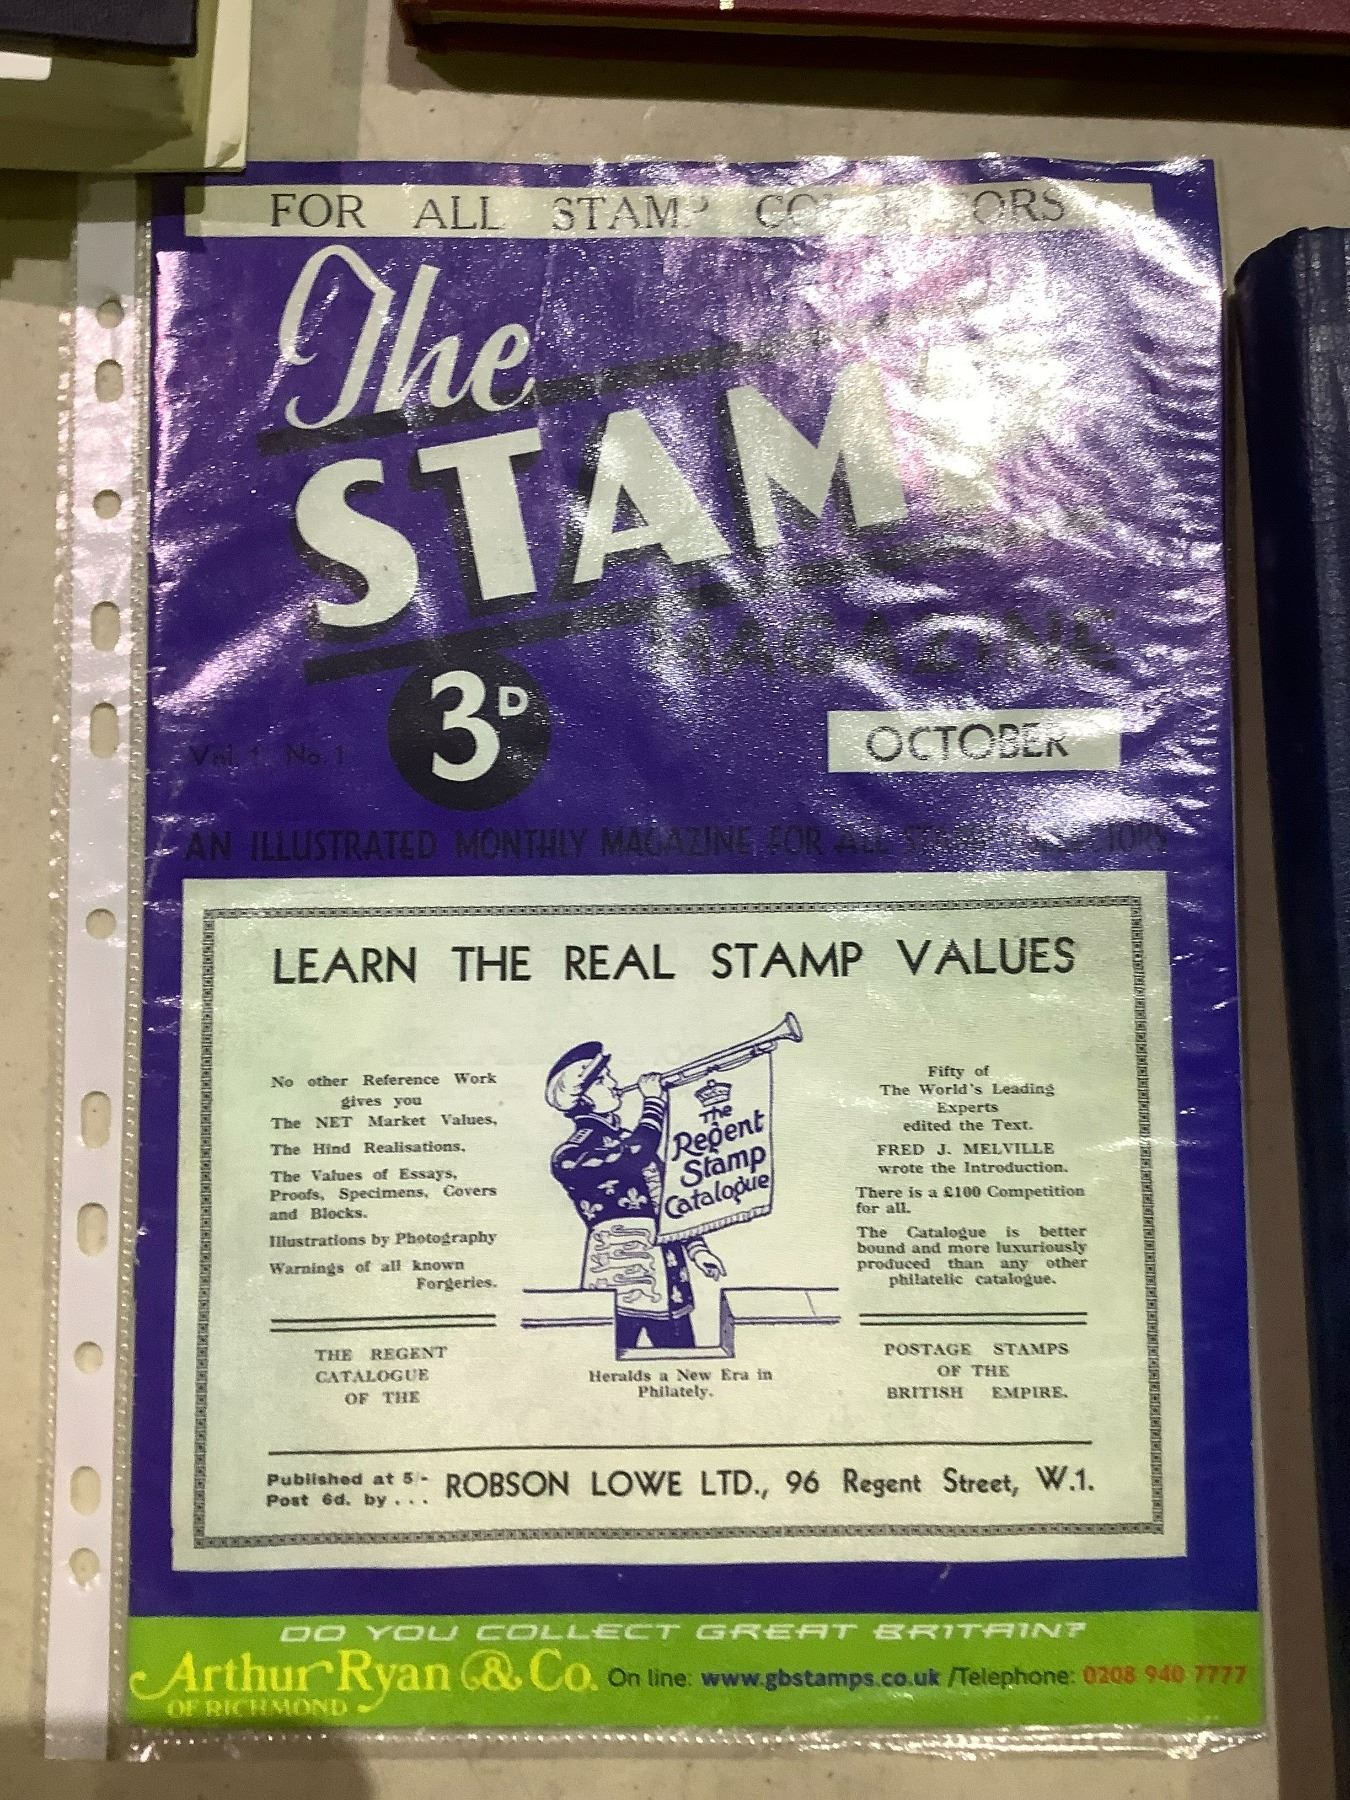 FOR ALL STAMP COLLECTORS
The
STAMP
MAGAZINE
3D
Vol. 1 No. 1
OCTOBER
AN ILLUSTRATED MONTHLY MAGAZINE FOR ALL STAMP COLLECTORS
LEARN THE REAL STAMP VALUES
No other Reference Work
gives you
The NET Market Values,
The Hind Realisations,
The Values of Essays,
Proofs, Specimens, Covers
and Blocks.
Illustrations by Photography
Warnings of all known
Forgeries.
THE REGENT
CATALOGUE
OF THE
The
Regent
Stamp
Catalogue
Heralds a New Era in
Philately.
Fifty of
The World's Leading
Experts
edited the Text.
FRED J. MELVILLE
wrote the Introduction.
There is a £100 Competition
for all.
The Catalogue is better
bound and more luxuriously
produced than any other
philatelic catalogue.
POSTAGE STAMPS
OF THE
BRITISH EMPIRE.
Published at 5/-
Post 6d. by . . .
ROBSON LOWE LTD., 96 Regent Street, W.1.
DO YOU COLLECT GREAT BRITAIN?
Arthur Ryan & Co. On line: www.gbstamps.co.uk /Telephone: 0208 940 7777
OF RICHMOND